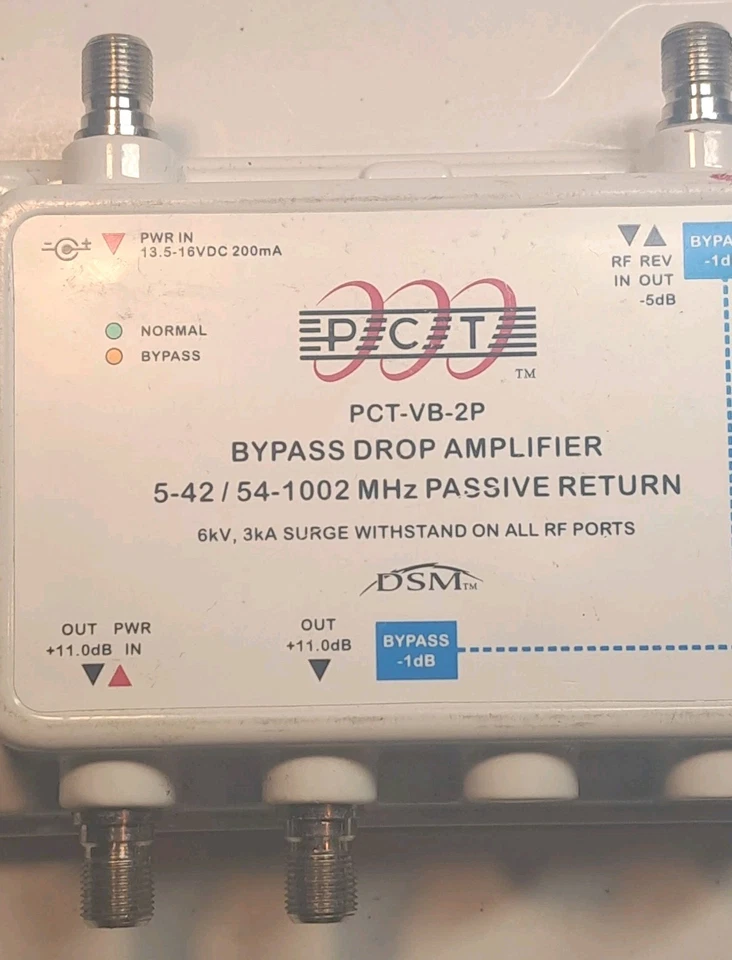 PWR IN
13.5-16VDC 200mA
RF REV
IN OUT
-5dB
-1d
NORMAL
BYPASS
PCT
TM
PCT-VB-2P
BYPASS DROP AMPLIFIER
5-42 / 54-1002 MHz PASSIVE RETURN
6kV, 3kA SURGE WITHSTAND ON ALL RF PORTS
DSM TM
OUT PWR
+11.0dB IN
OUT
+11.0dB
BYPASS
-1dB